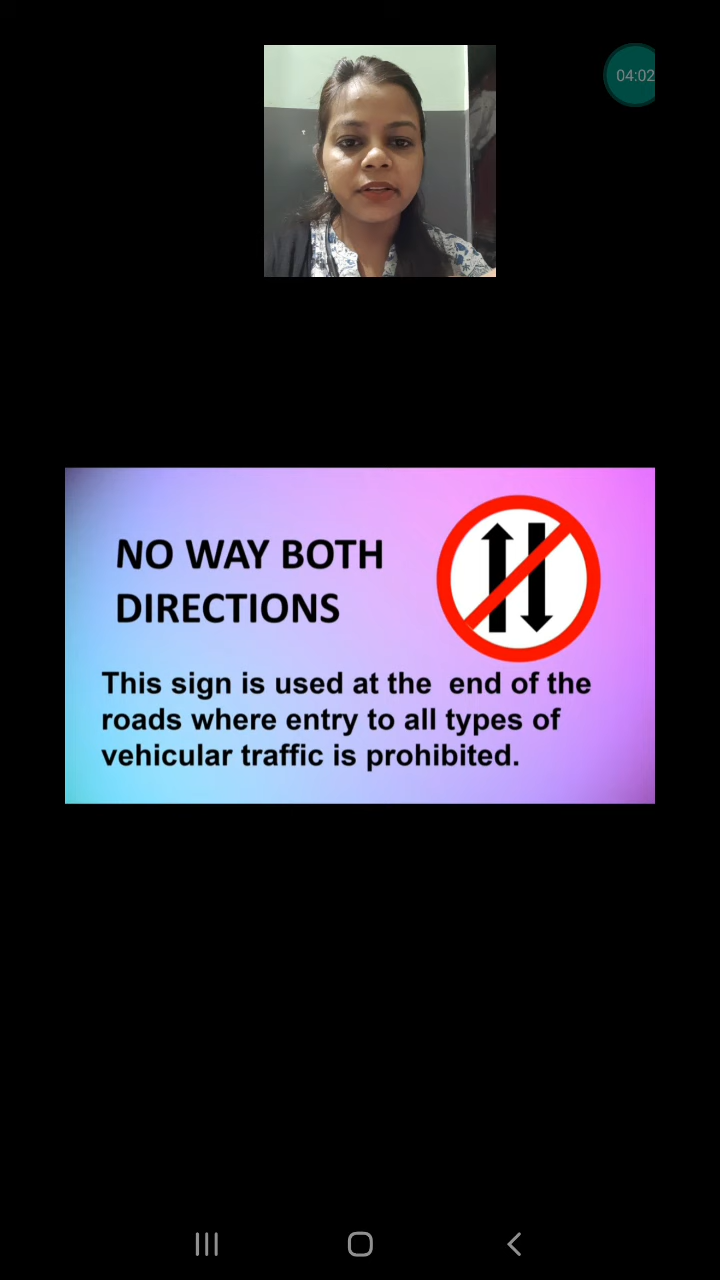 04:02
NO WAY BOTH
DIRECTIONS
This sign is used at the end of the
roads where entry to all types of
vehicular traffic is prohibited.